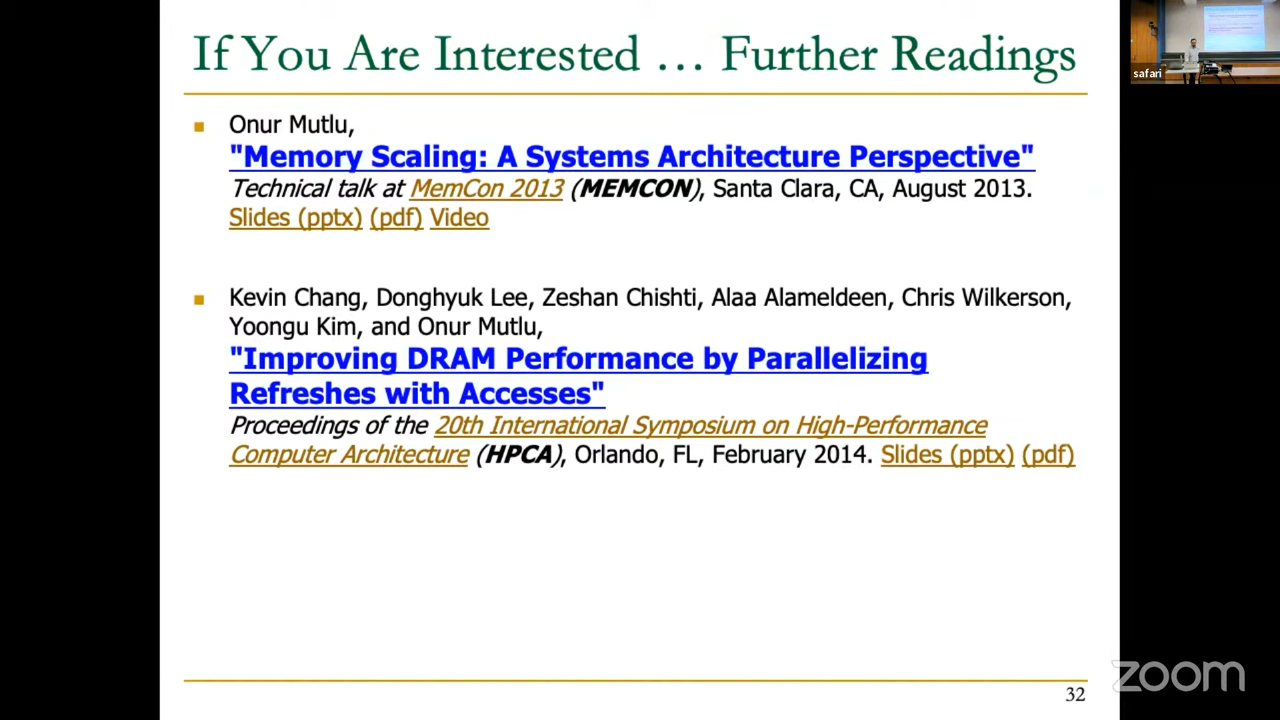 If You Are Interested … Further Readings
safari
Onur Mutlu,
"Memory Scaling: A Systems Architecture Perspective"
Technical talk at MemCon 2013 (MEMCON), Santa Clara, CA, August 2013.
Slides (pptx) (pdf) Video
Kevin Chang, Donghyuk Lee, Zeshan Chishti, Alaa Alameldeen, Chris Wilkerson,
Yoongu Kim, and Onur Mutlu,
"Improving DRAM Performance by Parallelizing
Refreshes with Accesses"
Proceedings of the 20th International Symposium on High-Performance
Computer Architecture (HPCA), Orlando, FL, February 2014. Slides (pptx) (pdf)
32
zoom